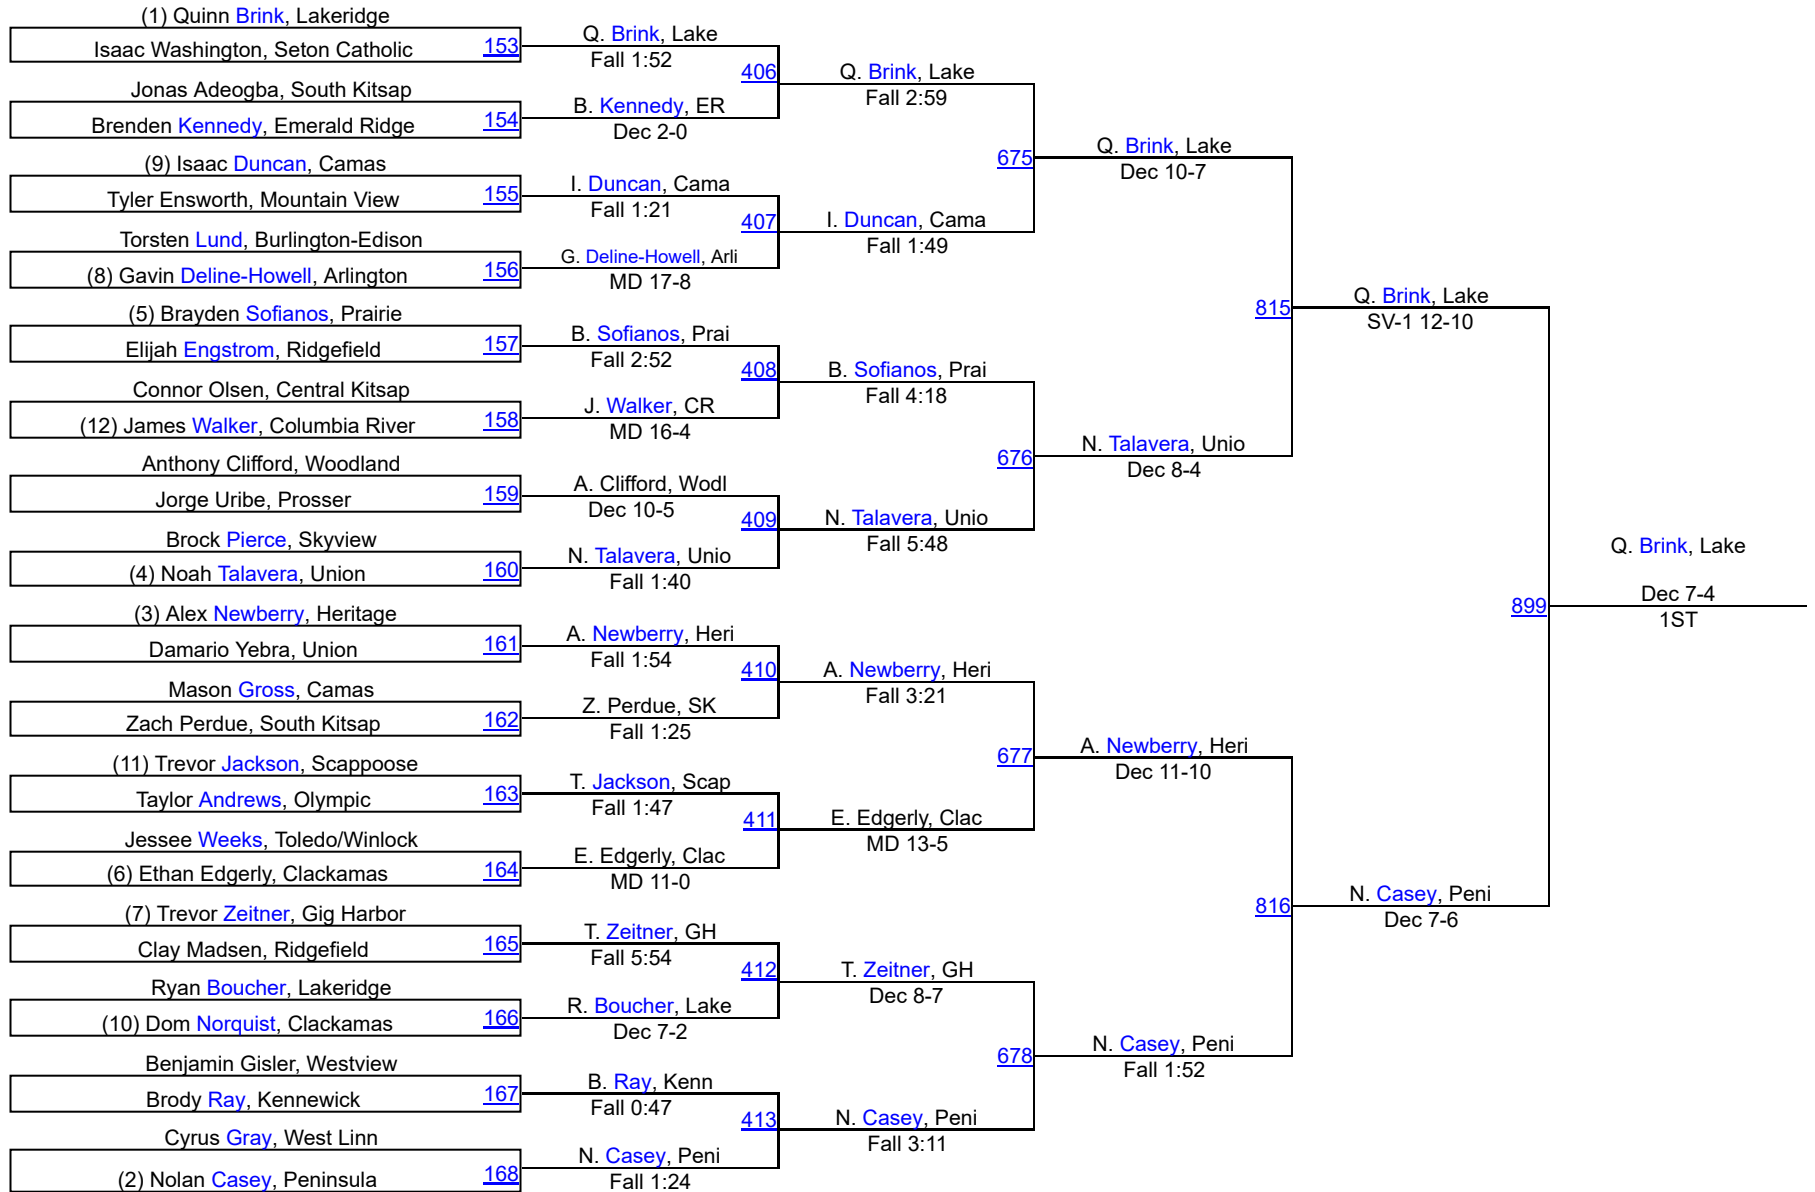 (1) Quinn Brink, Lakeridge
Isaac Washington, Seton Catholic
153
Jonas Adeogba, South Kitsap
Brenden Kennedy, Emerald Ridge
154
(9) Isaac Duncan, Camas
Tyler Ensworth, Mountain View
155
Torsten Lund, Burlington-Edison
(8) Gavin Deline-Howell, Arlington
156
(5) Brayden Sofianos, Prairie
Elijah Engstrom, Ridgefield
157
Connor Olsen, Central Kitsap
(12) James Walker, Columbia River
158
Anthony Clifford, Woodland
Jorge Uribe, Prosser
159
Brock Pierce, Skyview
(4) Noah Talavera, Union
160
(3) Alex Newberry, Heritage
Damario Yebra, Union
161
Mason Gross, Camas
Zach Perdue, South Kitsap
162
(11) Trevor Jackson, Scappoose
Taylor Andrews, Olympic
163
Jessee Weeks, Toledo/Winlock
(6) Ethan Edgerly, Clackamas
164
(7) Trevor Zeitner, Gig Harbor
Clay Madsen, Ridgefield
165
Ryan Boucher, Lakeridge
(10) Dom Norquist, Clackamas
166
Benjamin Gisler, Westview
Brody Ray, Kennewick
167
Cyrus Gray, West Linn
(2) Nolan Casey, Peninsula
168
Q. Brink, Lake
Fall 1:52
406
B. Kennedy, ER
Dec 2-0
I. Duncan, Cama
Fall 1:21
407
G. Deline-Howell, Arli
MD 17-8
B. Sofianos, Prai
Fall 2:52
408
J. Walker, CR
MD 16-4
A. Clifford, Wodl
Dec 10-5
409
N. Talavera, Unio
Fall 1:40
A. Newberry, Heri
Fall 1:54
410
Z. Perdue, SK
Fall 1:25
T. Jackson, Scap
Fall 1:47
411
E. Edgerly, Clac
MD 11-0
T. Zeitner, GH
Fall 5:54
412
R. Boucher, Lake
Dec 7-2
B. Ray, Kenn
Fall 0:47
413
N. Casey, Peni
Fall 1:24
Q. Brink, Lake
Fall 2:59
675
I. Duncan, Cama
Fall 1:49
B. Sofianos, Prai
Fall 4:18
676
N. Talavera, Unio
Fall 5:48
A. Newberry, Heri
Fall 3:21
677
E. Edgerly, Clac
MD 13-5
T. Zeitner, GH
Dec 8-7
678
N. Casey, Peni
Fall 3:11
Q. Brink, Lake
Dec 10-7
815
N. Talavera, Unio
Dec 8-4
A. Newberry, Heri
Dec 11-10
816
N. Casey, Peni
Fall 1:52
Q. Brink, Lake
SV-1 12-10
899
N. Casey, Peni
Dec 7-6
Q. Brink, Lake
Dec 7-4
1ST